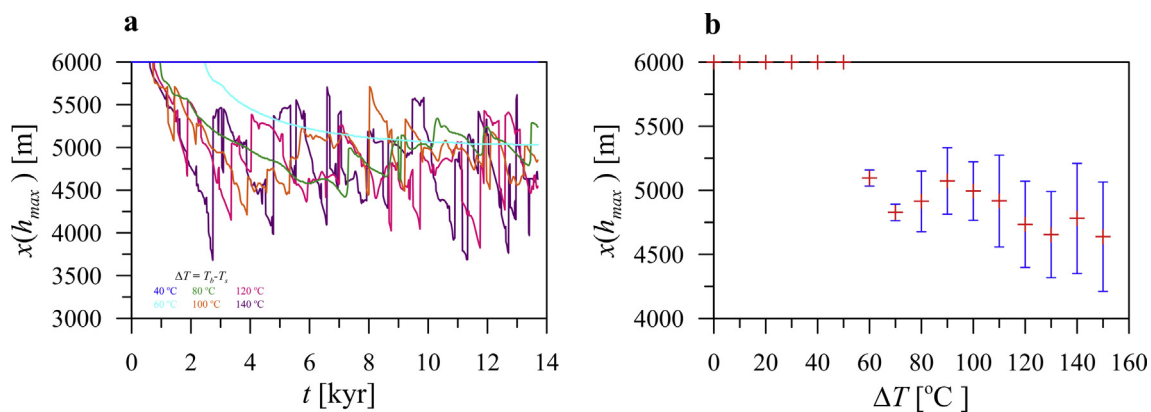 a
x(h_max) [m]
6000
5500
5000
4500
4000
3500
3000
ΔT = T_b-T_s
40 °C 80 °C 120 °C
60 °C 100 °C 140 °C
0 2 4 6 8 10 12 14
t [kyr]
b
x(h_max) [m]
6000
5500
5000
4500
4000
0 20 40 60 80 100 120 140 160
ΔT [°C ]